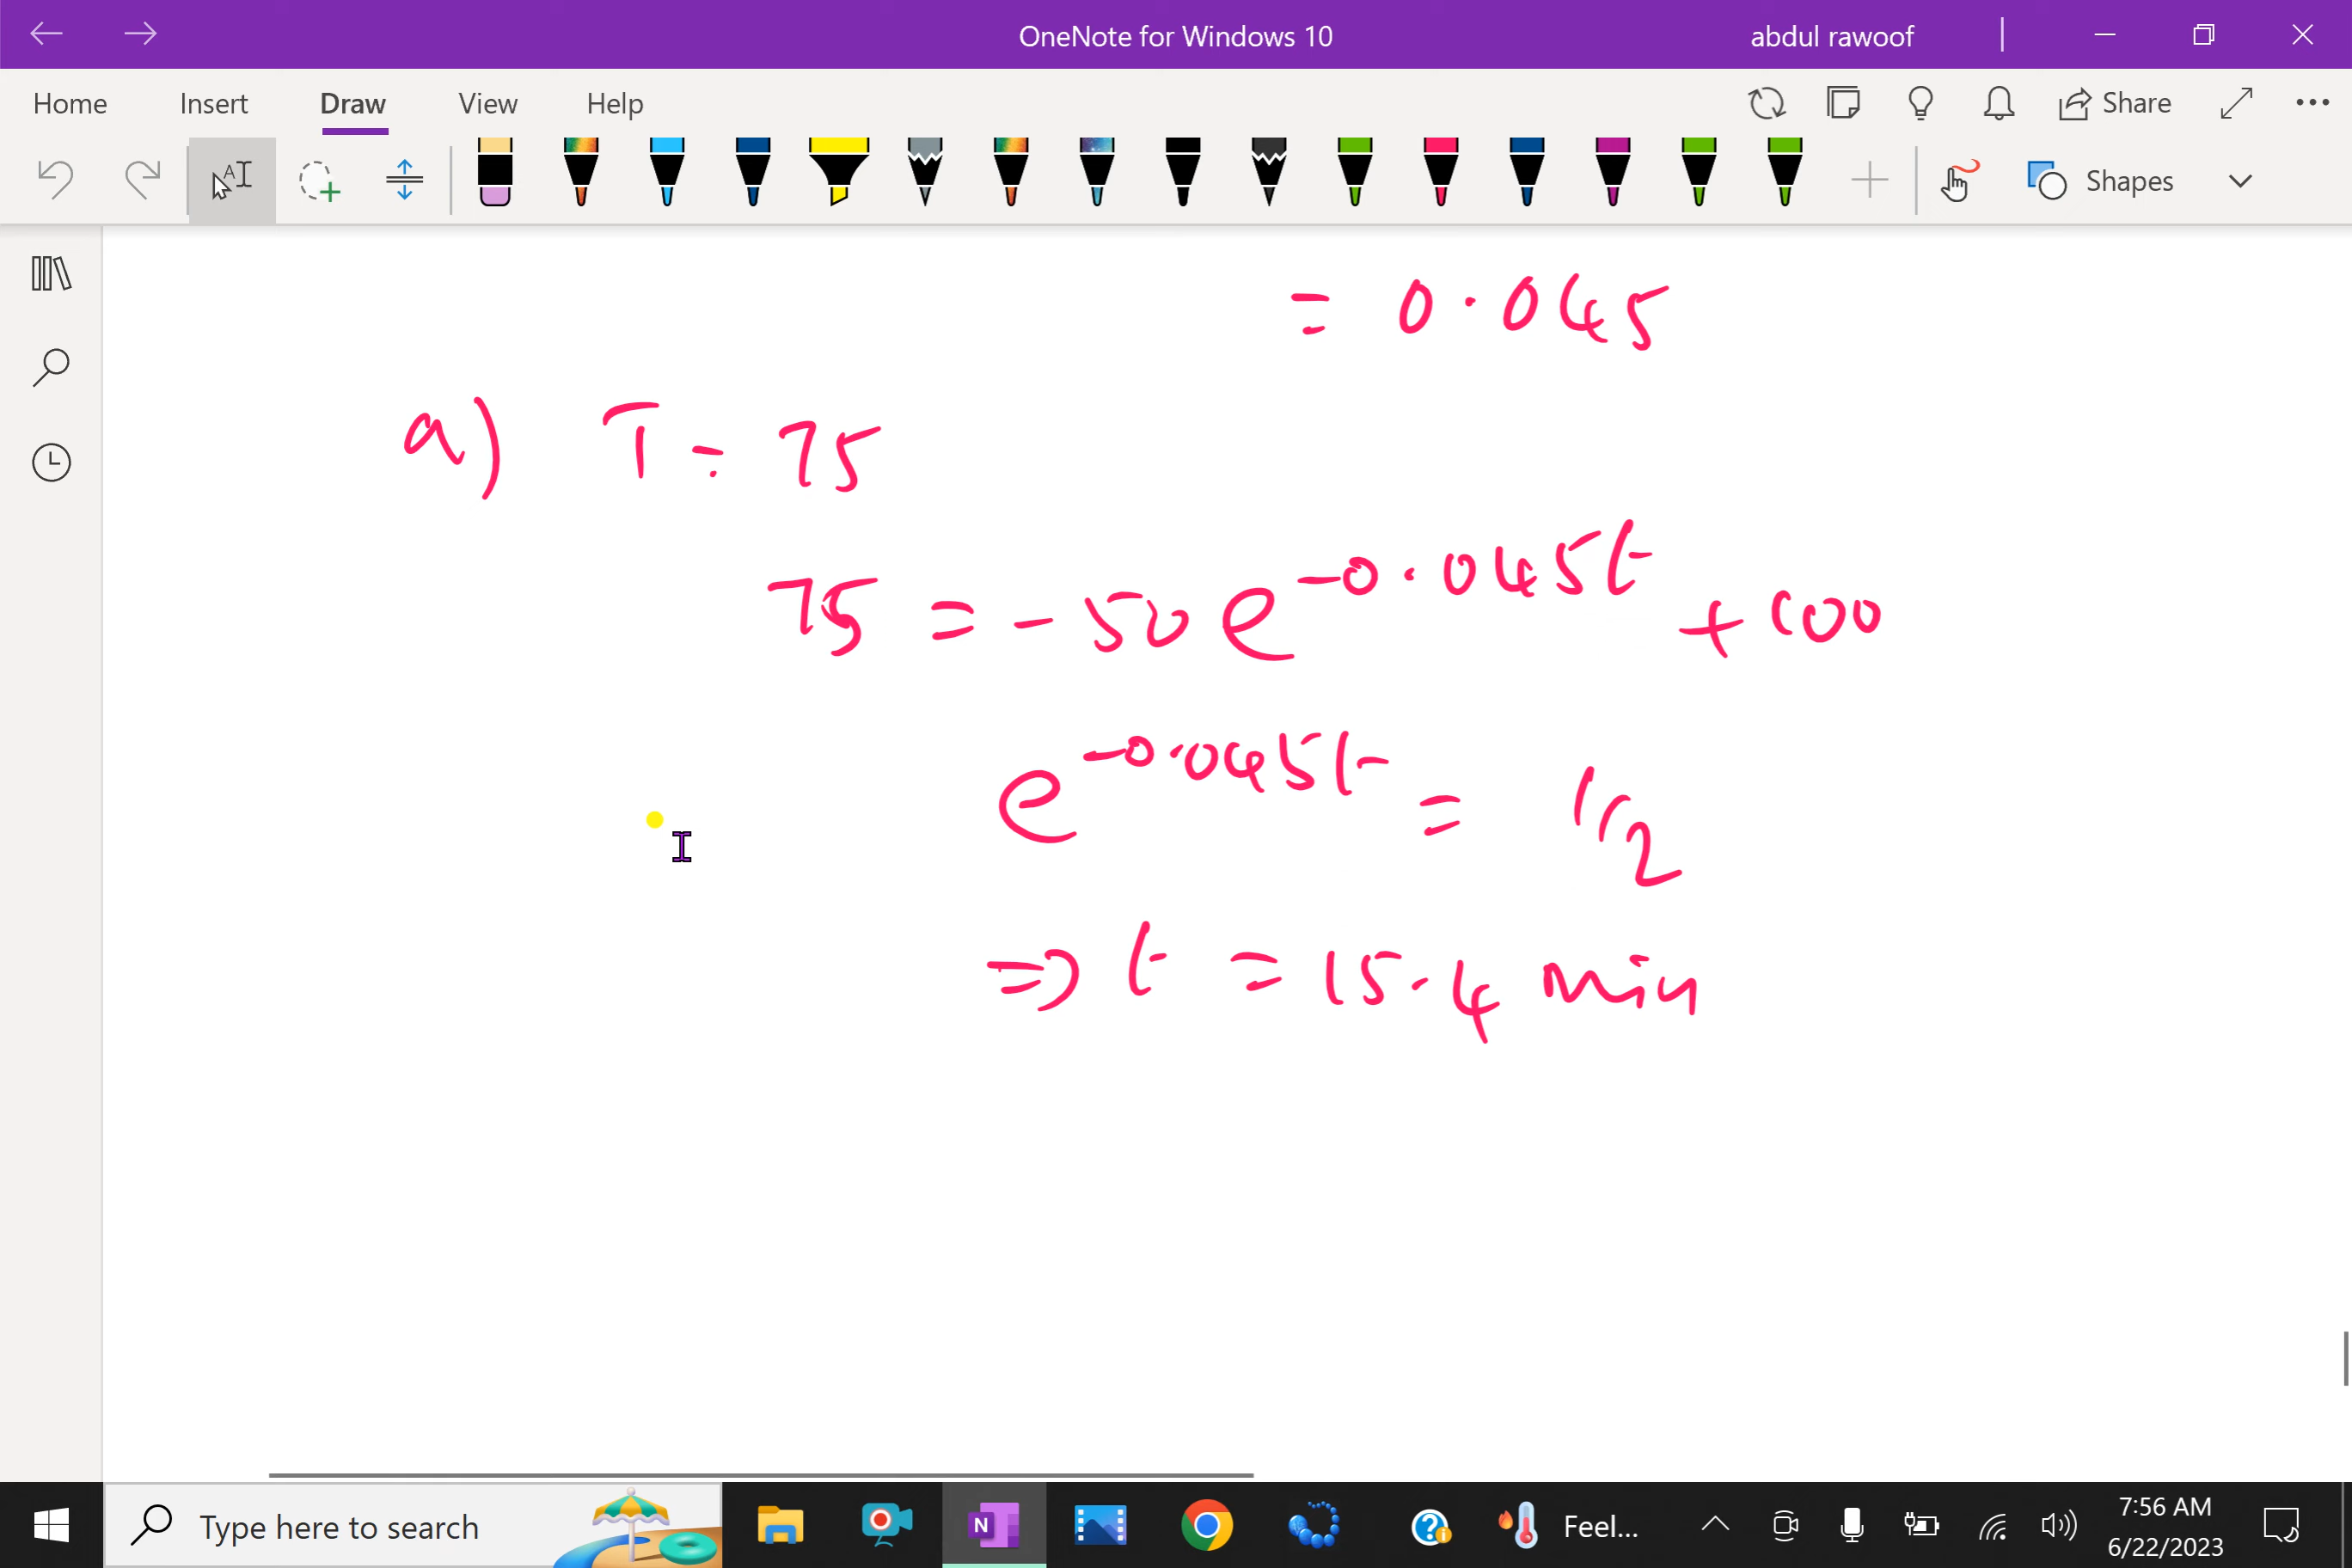 OneNote for Windows 10
abdul rawoof
Home Insert Draw View Help
Share
Shapes
= 0.045
a) T = 75
75 = -50 e^{-0.045t} + 100
e^{-0.045t} = 1/2
⇒ t = 15.4 min
Type here to search
N
Feel...
7:56 AM
6/22/2023